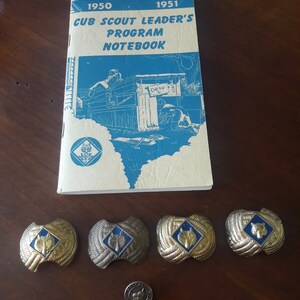 1950 1951
CUB SCOUT LEADER'S
PROGRAM
NOTEBOOK